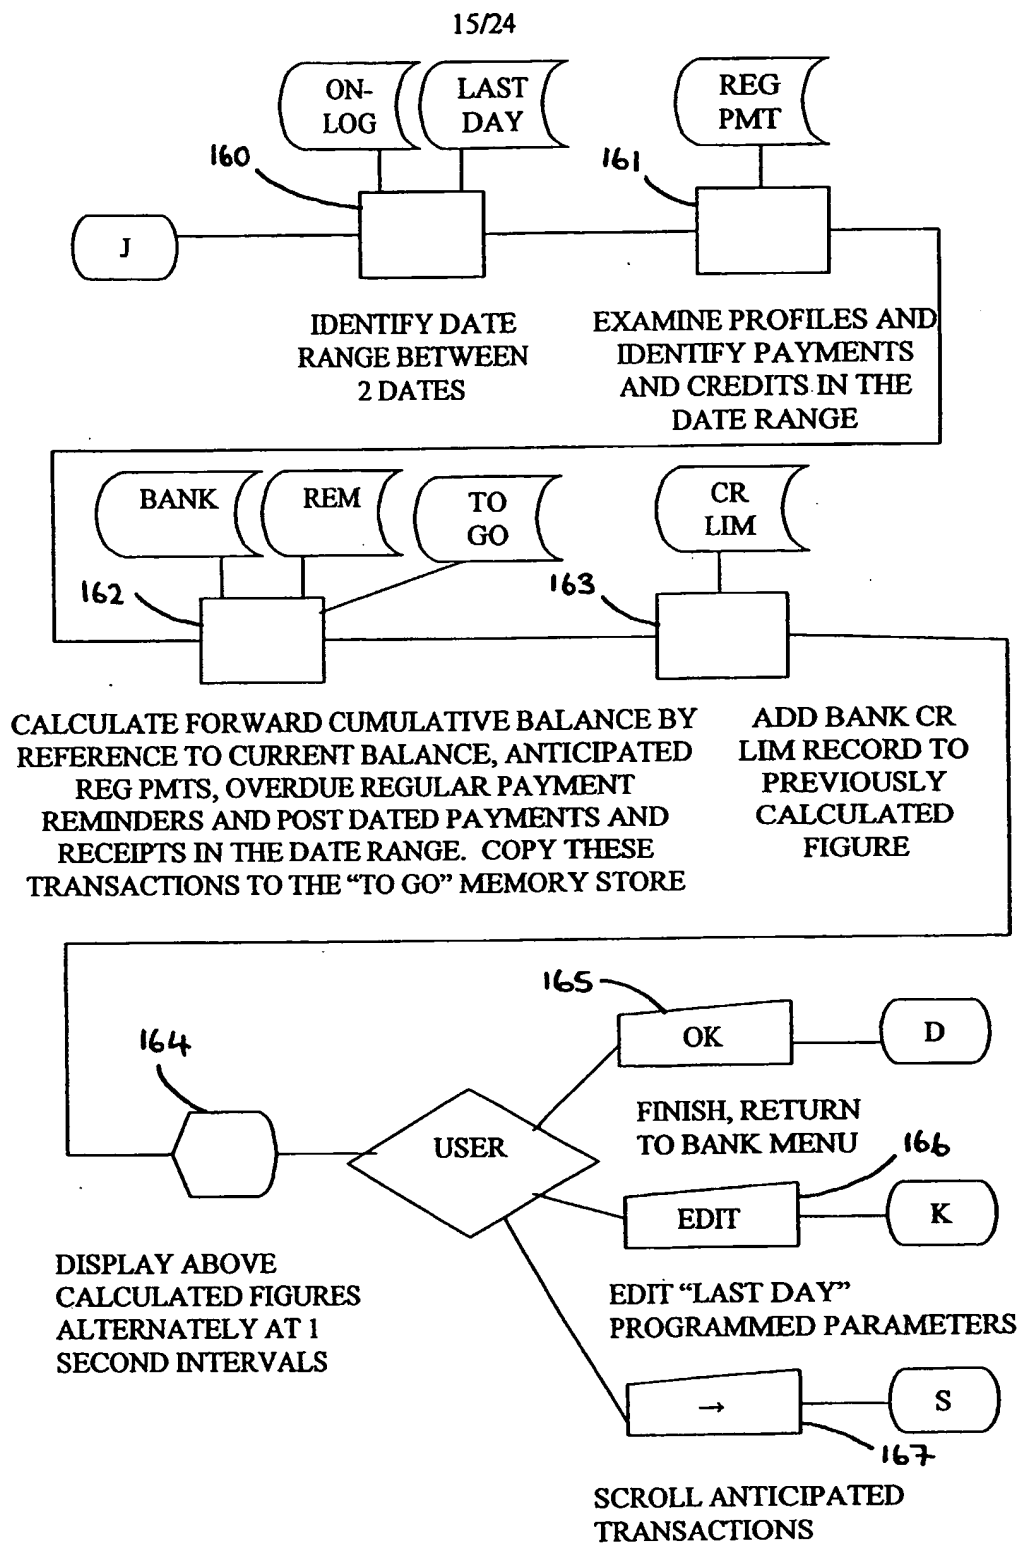 15/24
ON-
LOG
LAST
DAY
REG
PMT
160
161
J
IDENTIFY DATE
RANGE BETWEEN
2 DATES
EXAMINE PROFILES AND
IDENTIFY PAYMENTS
AND CREDITS IN THE
DATE RANGE
BANK
REM
TO
GO
CR
LIM
162
163
CALCULATE FORWARD CUMULATIVE BALANCE BY
REFERENCE TO CURRENT BALANCE, ANTICIPATED
REG PMTS, OVERDUE REGULAR PAYMENT
REMINDERS AND POST DATED PAYMENTS AND
RECEIPTS IN THE DATE RANGE. COPY THESE
TRANSACTIONS TO THE “TO GO” MEMORY STORE
ADD BANK CR
LIM RECORD TO
PREVIOUSLY
CALCULATED
FIGURE
165
OK
D
164
FINISH, RETURN
TO BANK MENU
USER
166
EDIT
K
DISPLAY ABOVE
CALCULATED FIGURES
ALTERNATELY AT 1
SECOND INTERVALS
EDIT “LAST DAY”
PROGRAMMED PARAMETERS
→
S
167
SCROLL ANTICIPATED
TRANSACTIONS